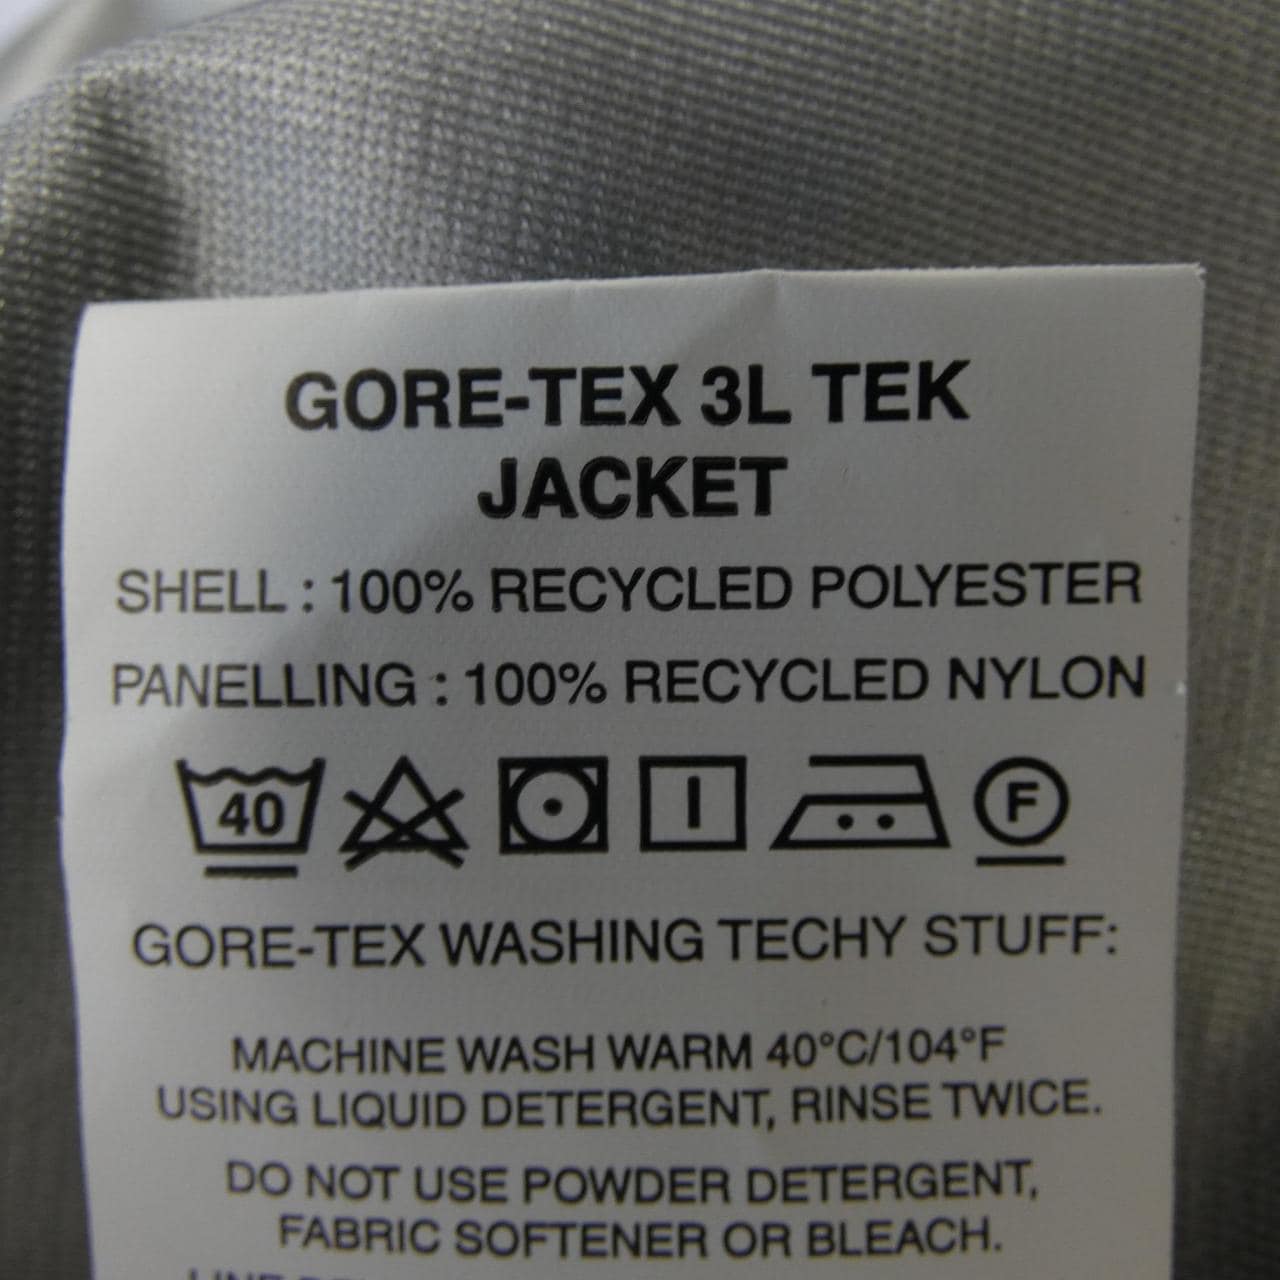 GORE-TEX 3L TEK
JACKET
SHELL : 100% RECYCLED POLYESTER
PANELLING : 100% RECYCLED NYLON
40 F
GORE-TEX WASHING TECHY STUFF:
MACHINE WASH WARM 40°C/104°F
USING LIQUID DETERGENT, RINSE TWICE.
DO NOT USE POWDER DETERGENT,
FABRIC SOFTENER OR BLEACH.